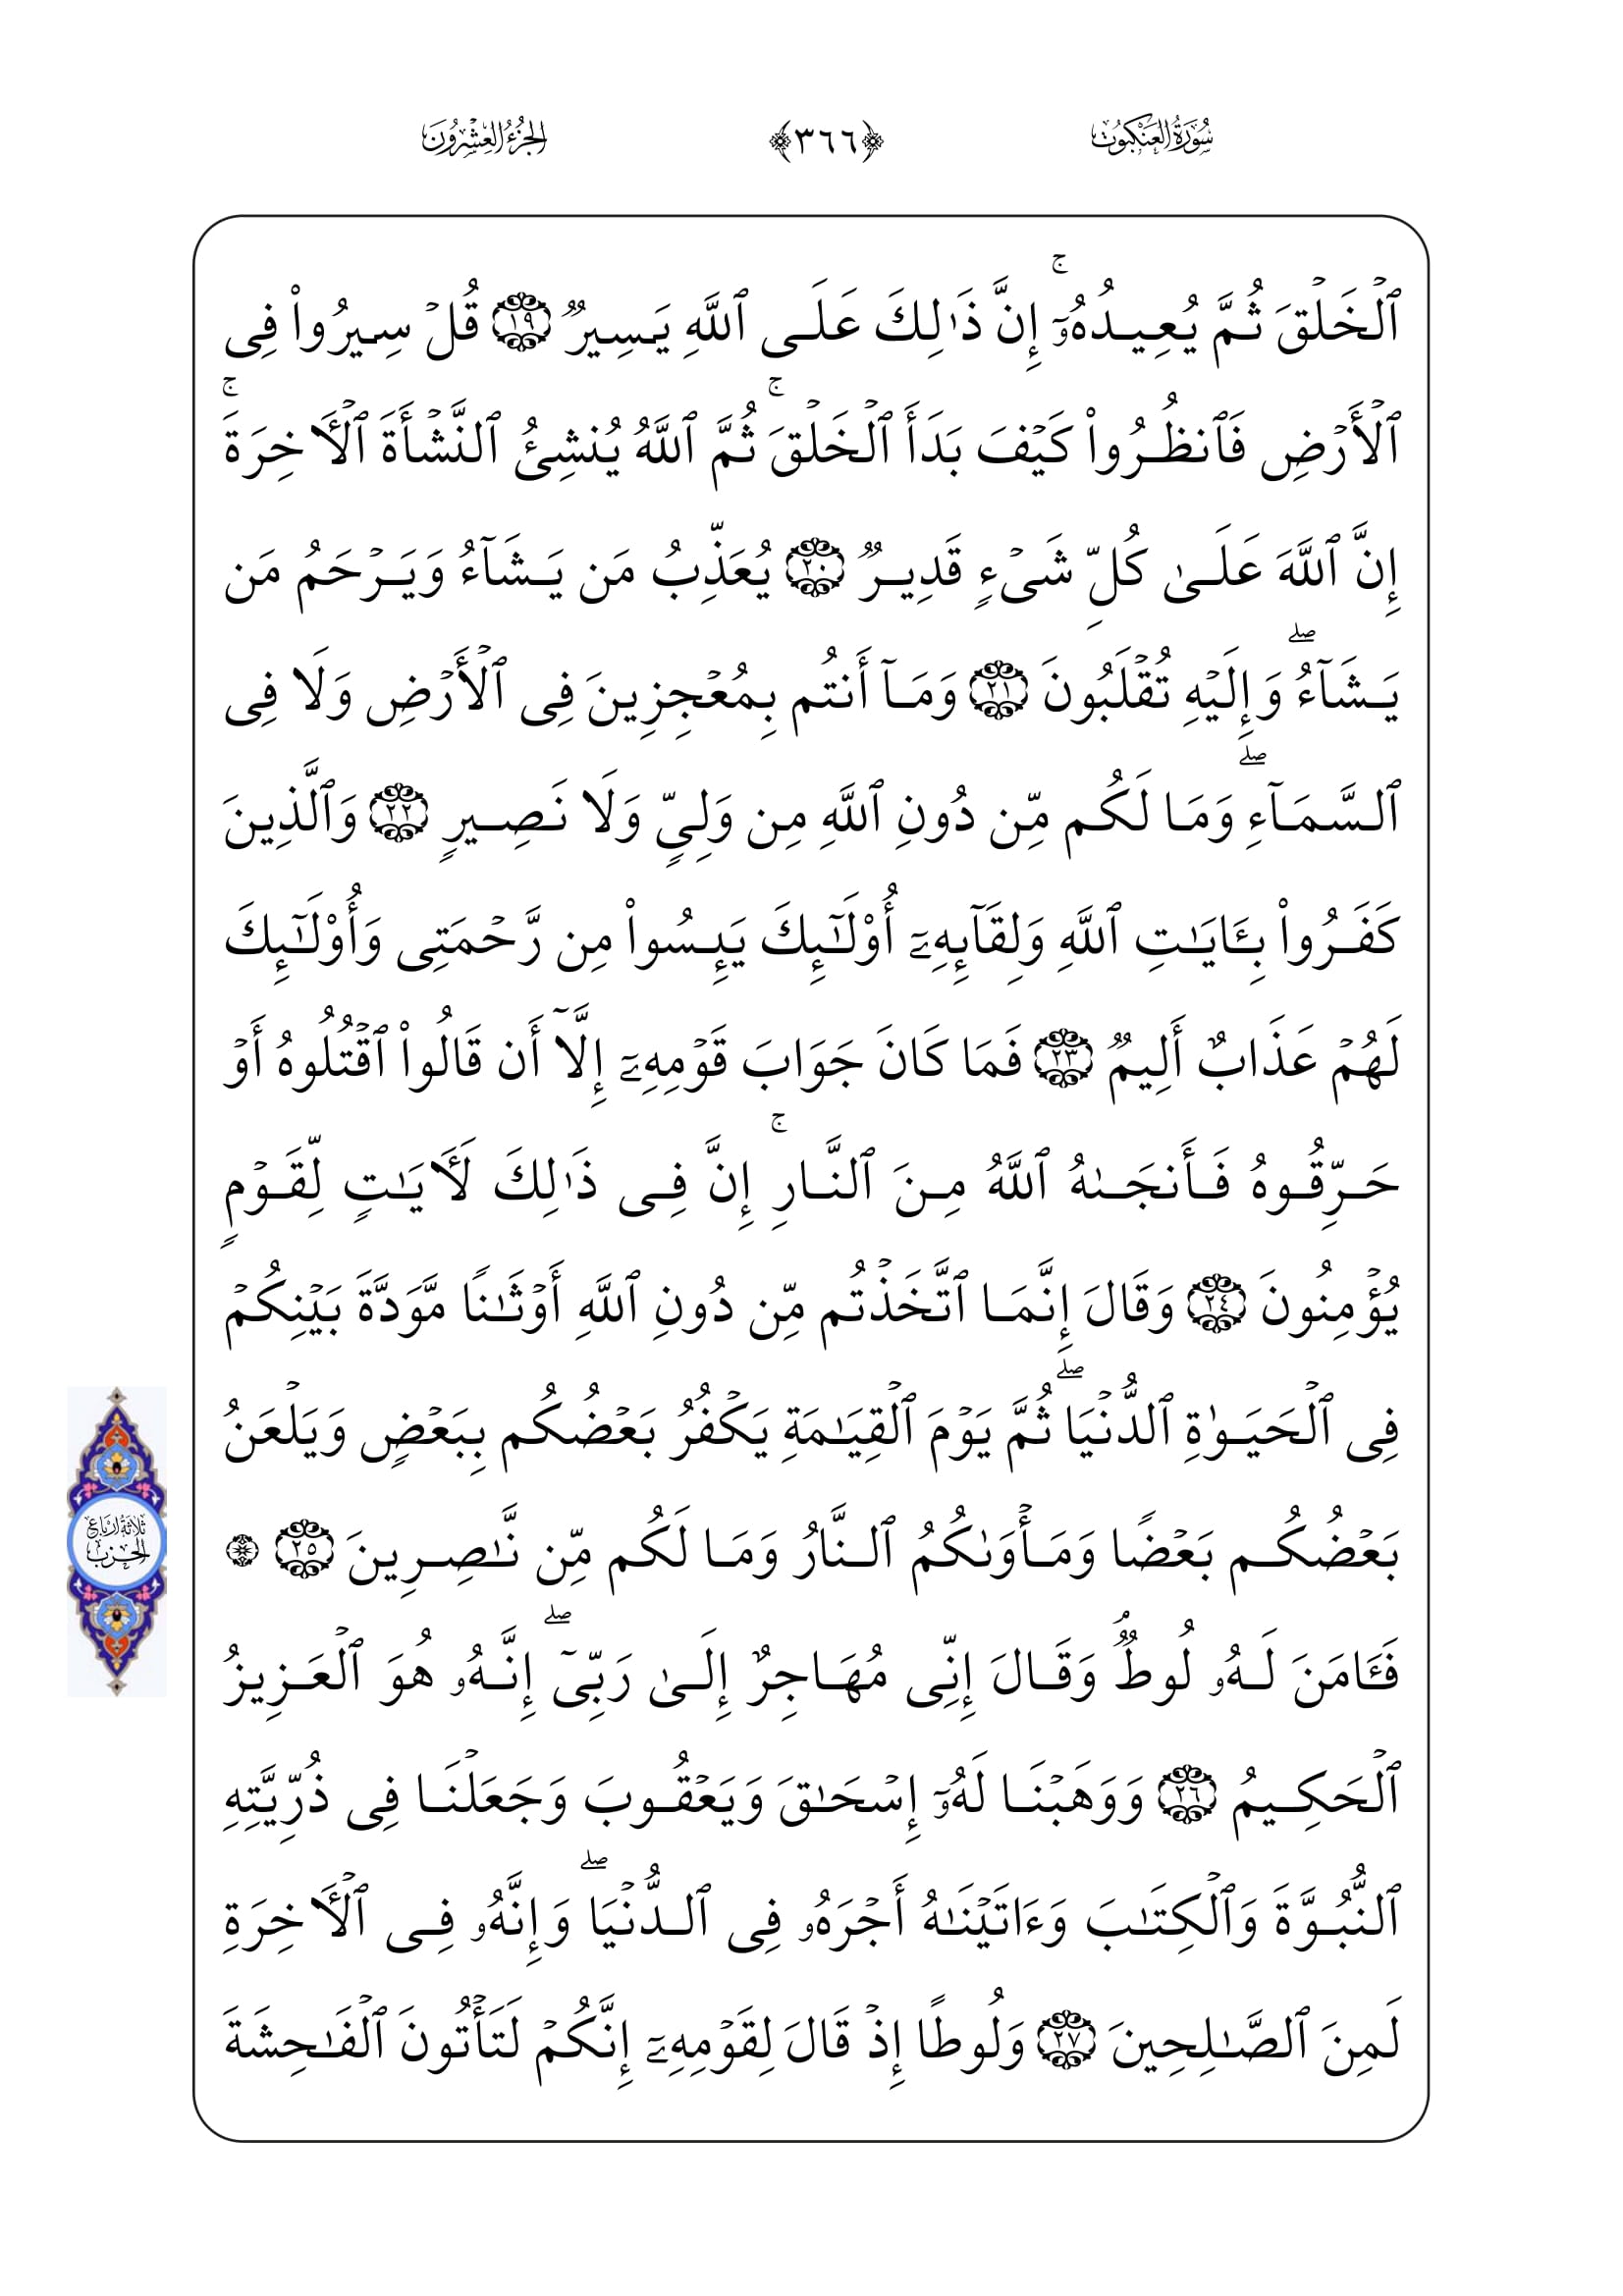 سُورَةُ العَنكَبُوت ﴿٣٦٦﴾ الجُزْءُ العِشْرُونَ
ٱلْخَلْقَ ثُمَّ يُعِيدُهُۥٓ ۚ إِنَّ ذَٰلِكَ عَلَى ٱللَّهِ يَسِيرٌ ١٩ قُلْ سِيرُوا۟ فِى
ٱلْأَرْضِ فَٱنظُرُوا۟ كَيْفَ بَدَأَ ٱلْخَلْقَ ۚ ثُمَّ ٱللَّهُ يُنشِئُ ٱلنَّشْأَةَ ٱلْـَٔاخِرَةَ ۚ
إِنَّ ٱللَّهَ عَلَىٰ كُلِّ شَىْءٍ قَدِيرٌ ٢٠ يُعَذِّبُ مَن يَشَآءُ وَيَرْحَمُ مَن
يَشَآءُ ۖ وَإِلَيْهِ تُقْلَبُونَ ٢١ وَمَآ أَنتُم بِمُعْجِزِينَ فِى ٱلْأَرْضِ وَلَا فِى
ٱلسَّمَآءِ ۖ وَمَا لَكُم مِّن دُونِ ٱللَّهِ مِن وَلِىٍّ وَلَا نَصِيرٍ ٢٢ وَٱلَّذِينَ
كَفَرُوا۟ بِـَٔايَـٰتِ ٱللَّهِ وَلِقَآئِهِۦٓ أُو۟لَـٰٓئِكَ يَئِسُوا۟ مِن رَّحْمَتِى وَأُو۟لَـٰٓئِكَ
لَهُمْ عَذَابٌ أَلِيمٌ ٢٣ فَمَا كَانَ جَوَابَ قَوْمِهِۦٓ إِلَّآ أَن قَالُوا۟ ٱقْتُلُوهُ أَوْ
حَرِّقُوهُ فَأَنجَىٰهُ ٱللَّهُ مِنَ ٱلنَّارِ ۚ إِنَّ فِى ذَٰلِكَ لَـَٔايَـٰتٍ لِّقَوْمٍ
يُؤْمِنُونَ ٢٤ وَقَالَ إِنَّمَا ٱتَّخَذْتُم مِّن دُونِ ٱللَّهِ أَوْثَـٰنًا مَّوَدَّةَ بَيْنِكُمْ
فِى ٱلْحَيَوٰةِ ٱلدُّنْيَا ۖ ثُمَّ يَوْمَ ٱلْقِيَـٰمَةِ يَكْفُرُ بَعْضُكُم بِبَعْضٍ وَيَلْعَنُ
بَعْضُكُم بَعْضًا وَمَأْوَىٰكُمُ ٱلنَّارُ وَمَا لَكُم مِّن نَّـٰصِرِينَ ٢٥ ۞
ثلاثة أرباع
الحزب
فَـَٔامَنَ لَهُۥ لُوطٌ ۘ وَقَالَ إِنِّى مُهَاجِرٌ إِلَىٰ رَبِّىٓ ۖ إِنَّهُۥ هُوَ ٱلْعَزِيزُ
ٱلْحَكِيمُ ٢٦ وَوَهَبْنَا لَهُۥٓ إِسْحَـٰقَ وَيَعْقُوبَ وَجَعَلْنَا فِى ذُرِّيَّتِهِ
ٱلنُّبُوَّةَ وَٱلْكِتَـٰبَ وَءَاتَيْنَـٰهُ أَجْرَهُۥ فِى ٱلدُّنْيَا ۖ وَإِنَّهُۥ فِى ٱلْـَٔاخِرَةِ
لَمِنَ ٱلصَّـٰلِحِينَ ٢٧ وَلُوطًا إِذْ قَالَ لِقَوْمِهِۦٓ إِنَّكُمْ لَتَأْتُونَ ٱلْفَـٰحِشَةَ